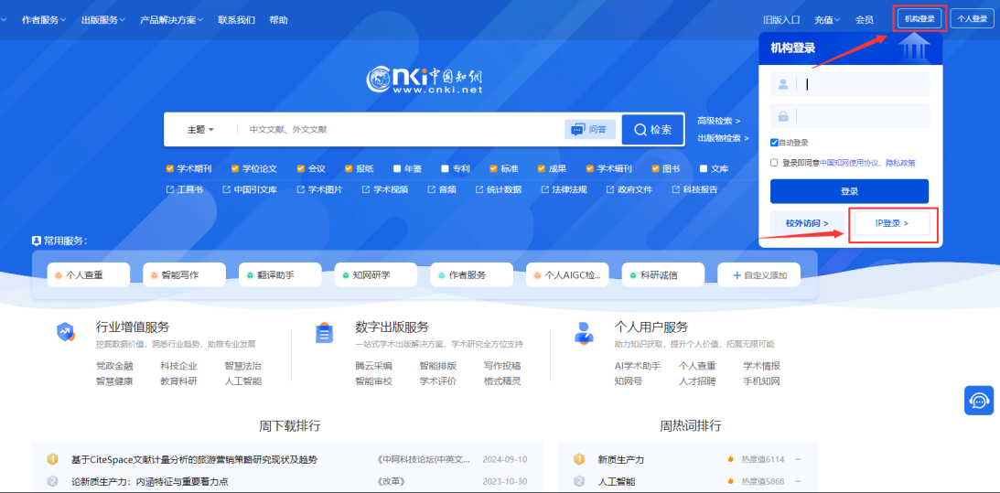 作者服务 出版服务 产品解决方案 联系我们 帮助 旧版入口 充值 会员 机构登录 个人登录
机构登录
cnki中国知网
www.cnki.net
主题 中文文献、外文文献 问答 检索
高级检索 >
出版物检索 >
自动登录
登录即同意中国知网使用协议、隐私政策
登录
校外访问 > IP登录 >
学术期刊 学位论文 会议 报纸 年鉴 专利 标准 成果 学术辑刊 图书 文库
工具书 中国引文库 学术图片 学术视频 音频 统计数据 法律法规 政府文件 科技报告
常用服务：
个人查重 智能写作 翻译助手 知网研学 作者服务 个人AIGC检... 科研诚信 + 自定义添加
行业增值服务 数字出版服务 个人用户服务
挖掘数据价值，洞悉行业趋势，助推专业发展 一站式学术出版解决方案，学术研究全方位支持 助力知识获取，提升个人价值，拓展无限可能
党政金融 科技企业 智慧法治 腾云采编 智能排版 写作投稿 AI学术助手 个人查重 学术情报
智慧健康 教育科研 人工智能 智能审校 学术评价 格式精灵 知网号 人才招聘 手机知网
周下载排行 周热词排行
1 基于CiteSpace文献计量分析的旅游营销策略研究现状及趋势 《中阿科技论坛(中英文... 2024-09-10 1 新质生产力 热度值6114 –
2 论新质生产力：内涵特征与重要着力点 《改革》 2023-10-30 2 人工智能 热度值5868 –